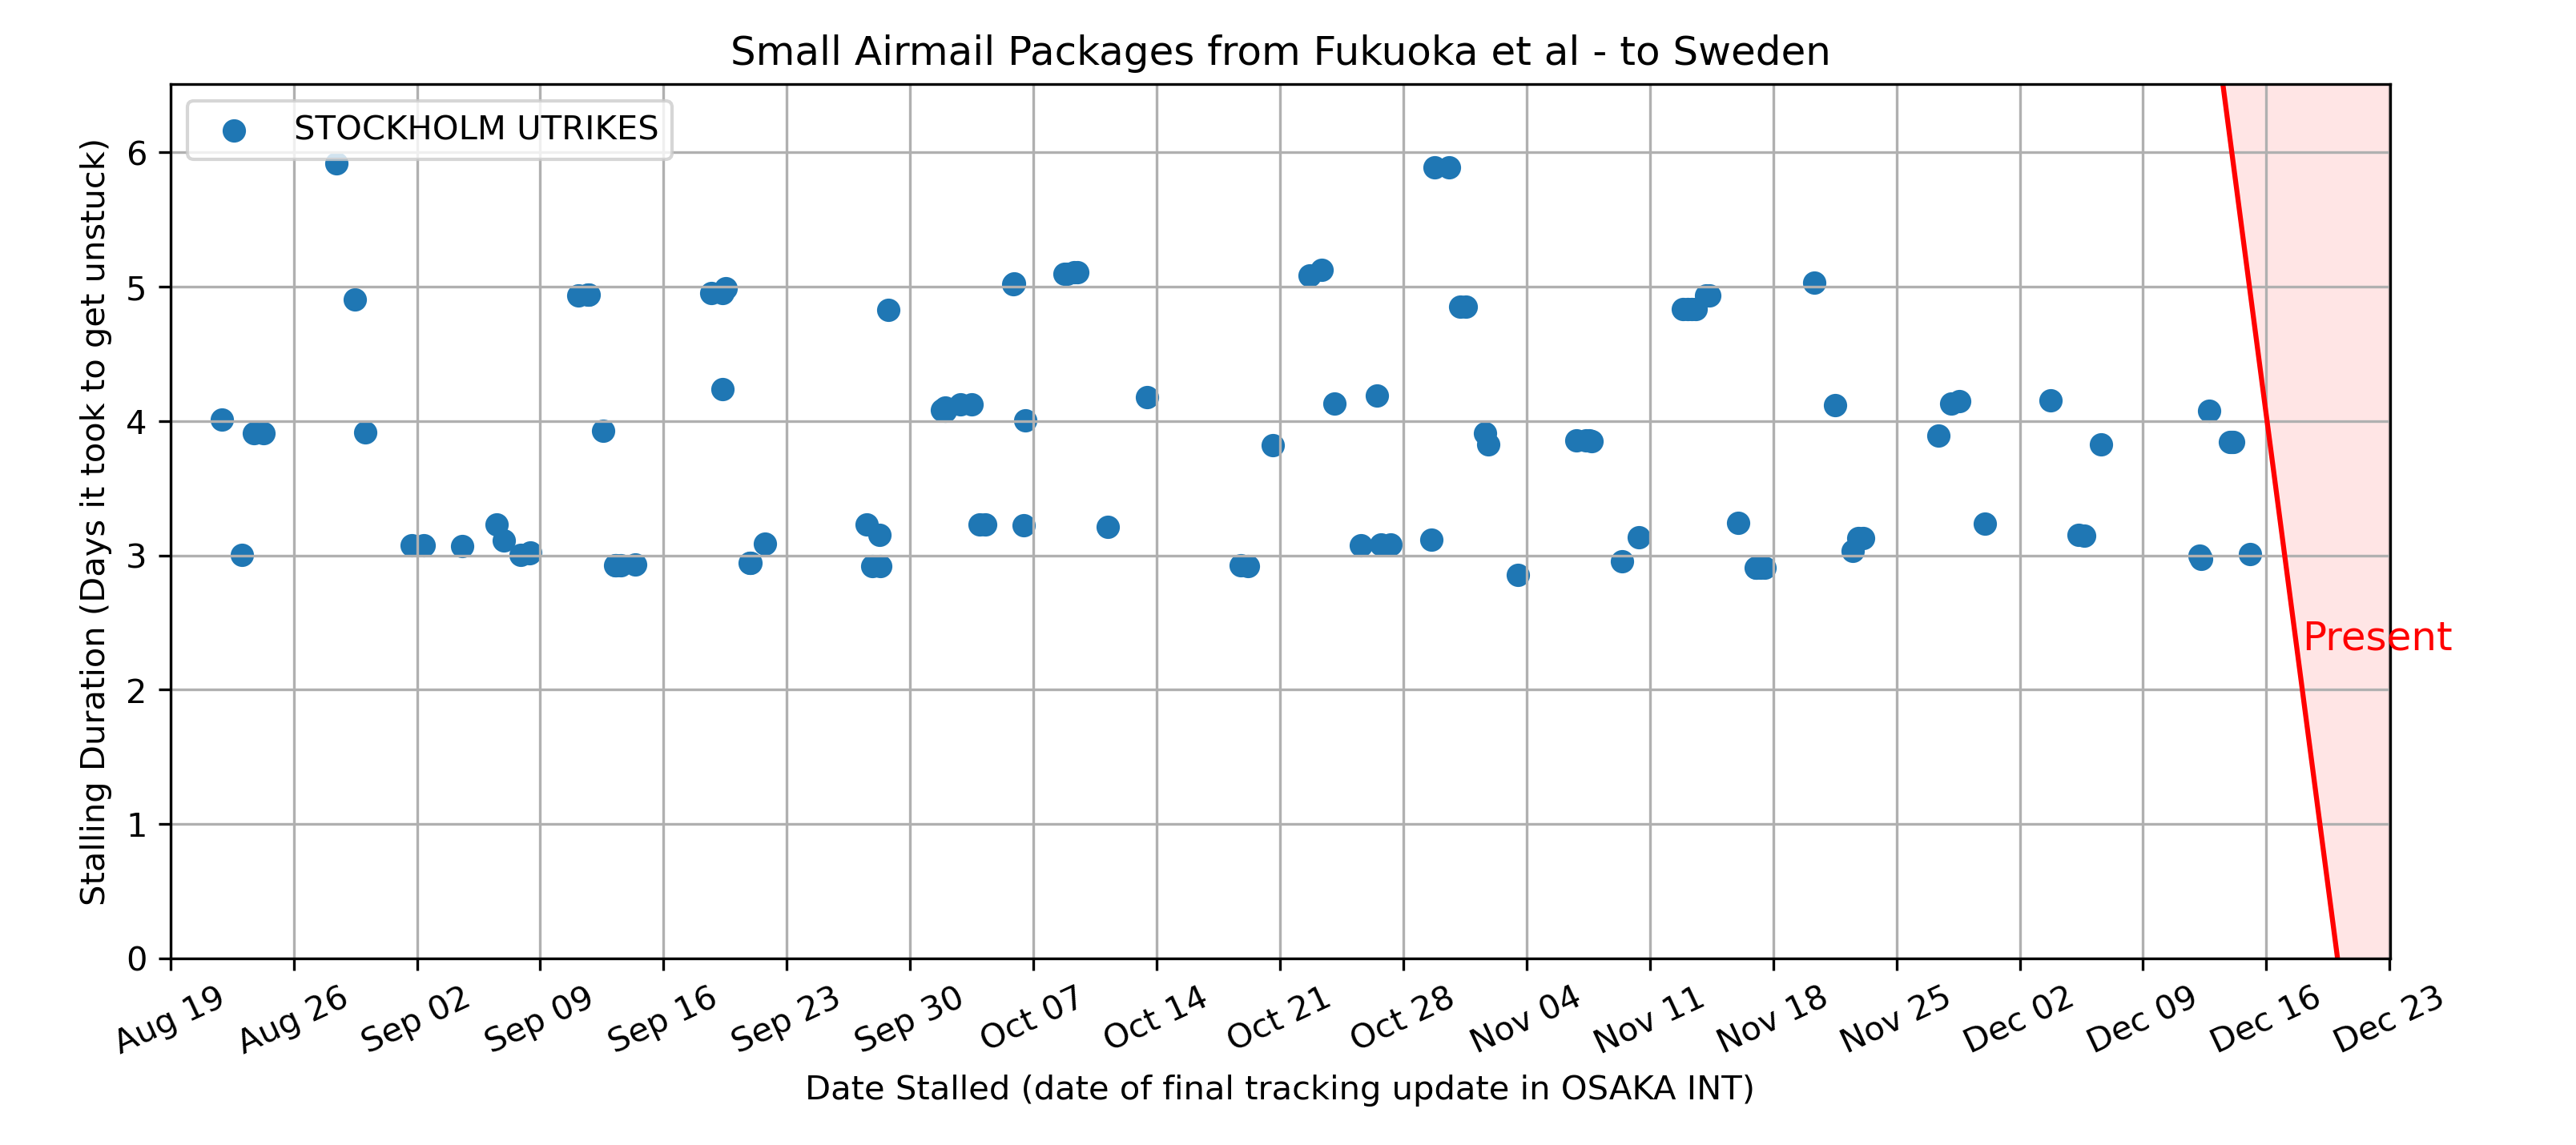 Small Airmail Packages from Fukuoka et al - to Sweden
STOCKHOLM UTRIKES
Stalling Duration (Days it took to get unstuck)
6
5
4
3
2
1
0
Present
Aug 19
Aug 26
Sep 02
Sep 09
Sep 16
Sep 23
Sep 30
Oct 07
Oct 14
Oct 21
Oct 28
Nov 04
Nov 11
Nov 18
Nov 25
Dec 02
Dec 09
Dec 16
Dec 23
Date Stalled (date of final tracking update in OSAKA INT)